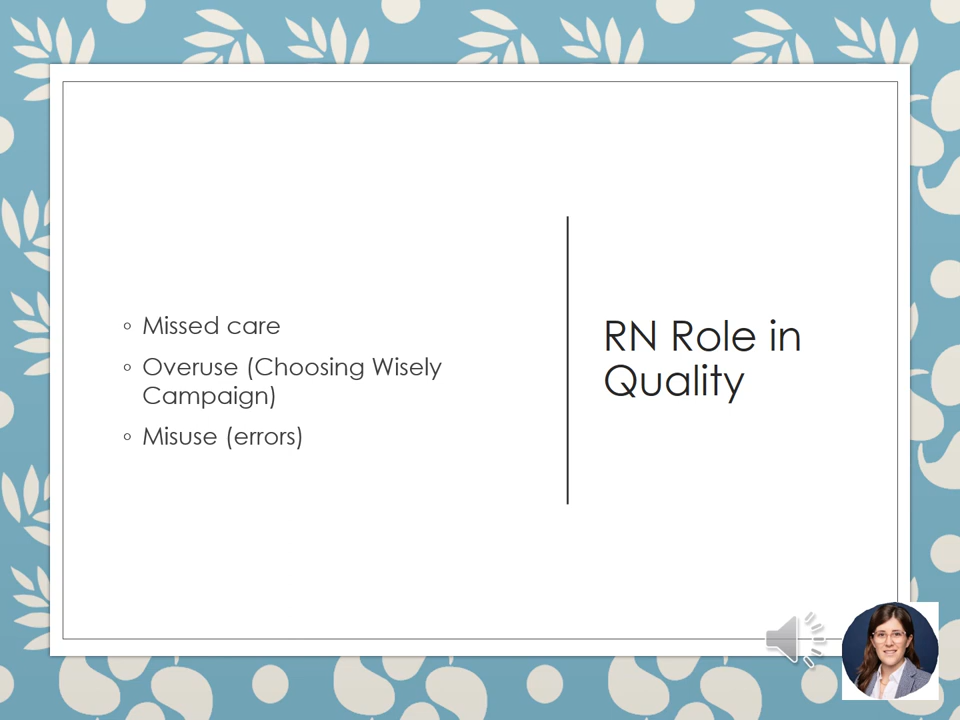 Missed care
Overuse (Choosing Wisely
Campaign)
Misuse (errors)
RN Role in
Quality